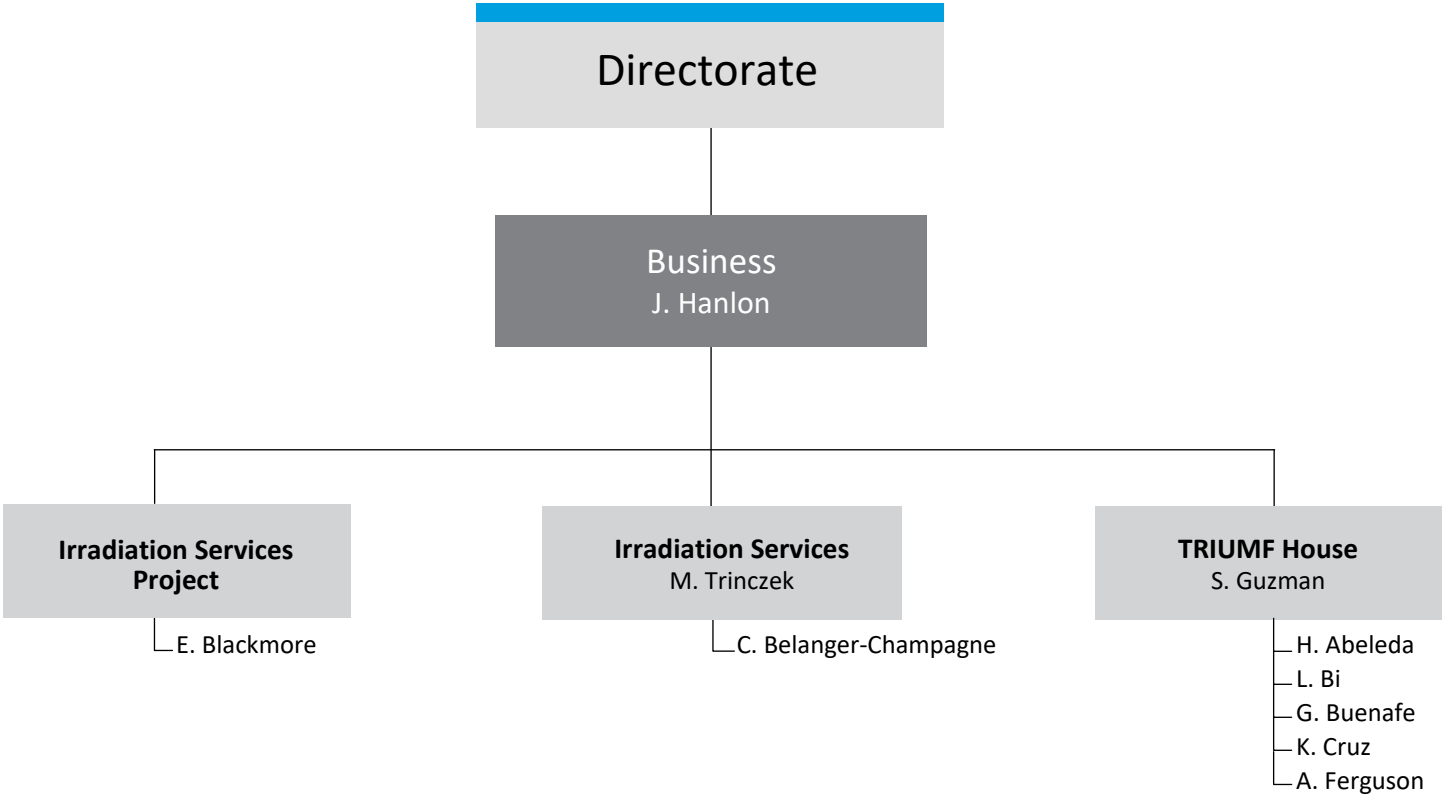 Directorate
Business
J. Hanlon
Irradiation Services
Project
E. Blackmore
Irradiation Services
M. Trinczek
C. Belanger-Champagne
TRIUMF House
S. Guzman
H. Abeleda
L. Bi
G. Buenafe
K. Cruz
A. Ferguson